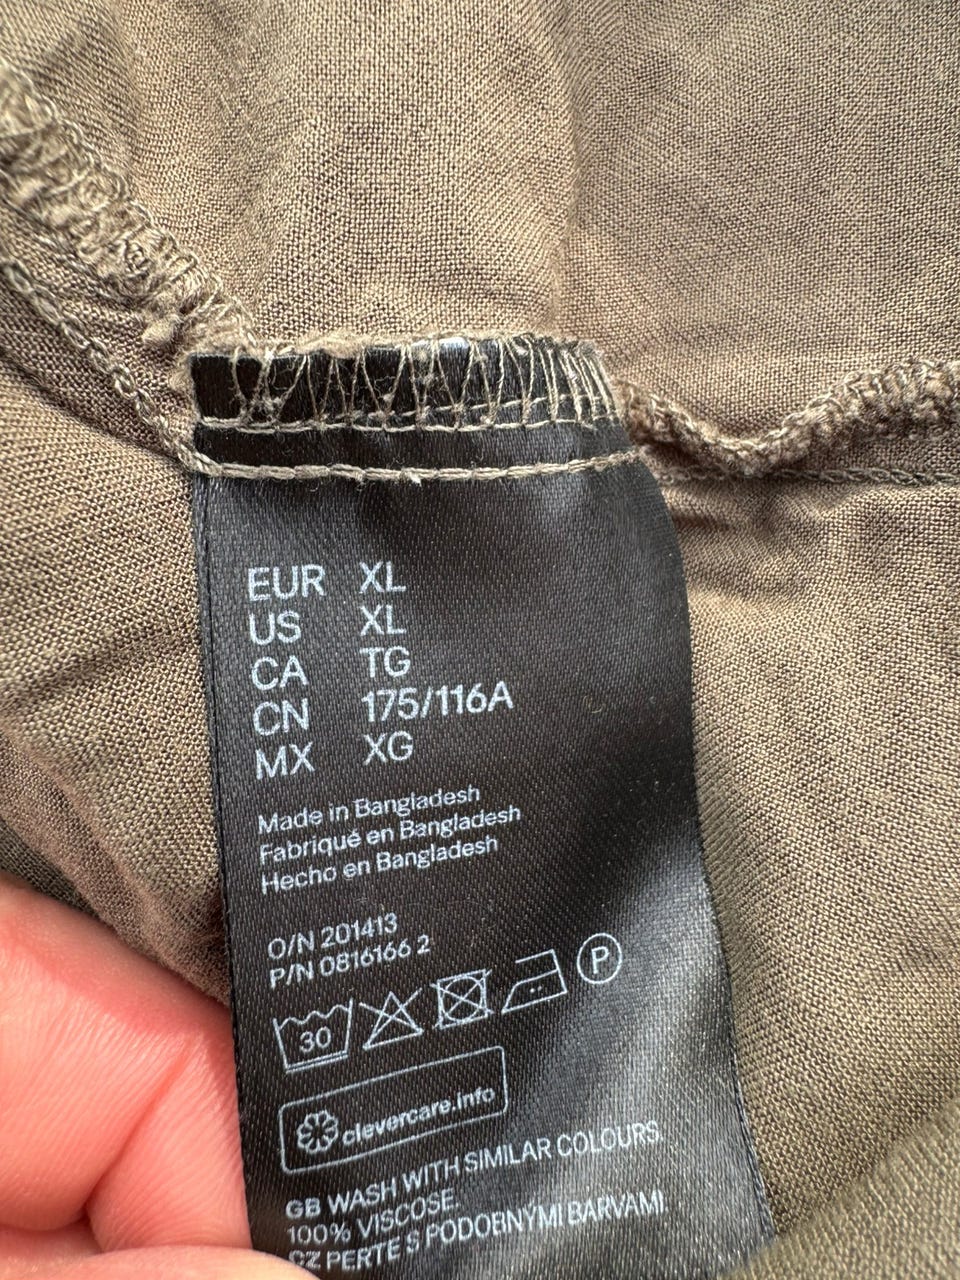 EUR XL
US XL
CA TG
CN 175/116A
MX XG
Made in Bangladesh
Fabriqué en Bangladesh
Hecho en Bangladesh
O/N 201413
P/N 0816166 2
30 P
clevercare.info
GB WASH WITH SIMILAR COLOURS.
100% VISCOSE.
CZ PERTE S PODOBNÝMI BARVAMI